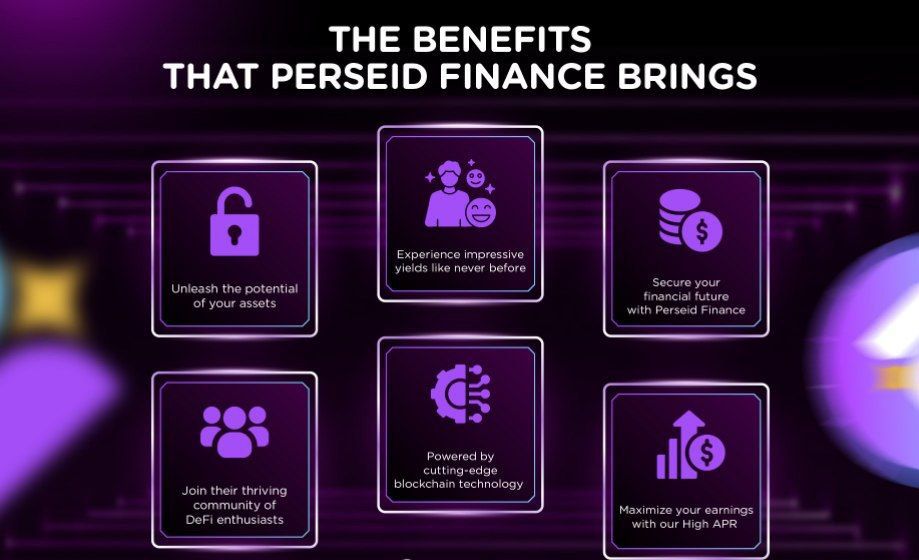 THE BENEFITS
THAT PERSEID FINANCE BRINGS
Unleash the potential
of your assets
Experience impressive
yields like never before
Secure your
financial future
with Perseid Finance
Join their thriving
community of
DeFi enthusiasts
Powered by
cutting-edge
blockchain technology
Maximize your earnings
with our High APR